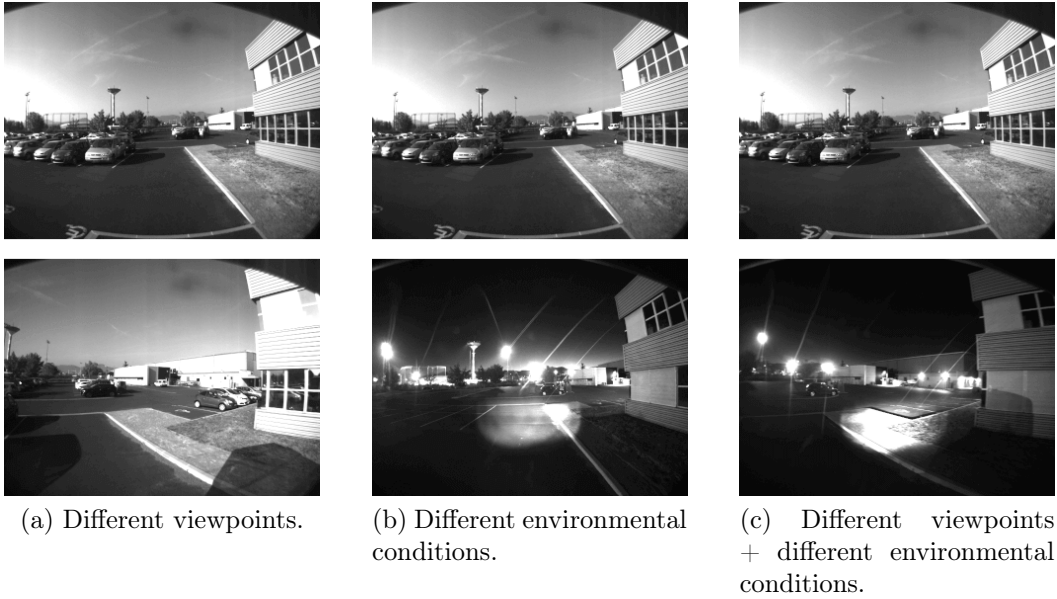 (a) Different viewpoints.
(b) Different environmental
conditions.
(c) Different viewpoints
+ different environmental
conditions.